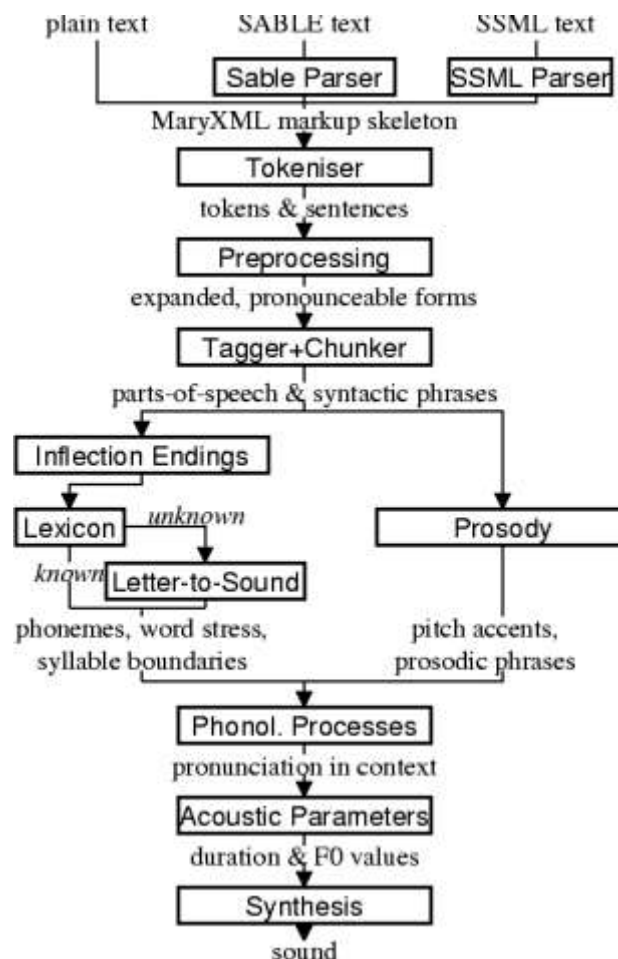 plain text SABLE text SSML text
Sable Parser SSML Parser
MaryXML markup skeleton
Tokeniser
tokens & sentences
Preprocessing
expanded, pronounceable forms
Tagger+Chunker
parts-of-speech & syntactic phrases
Inflection Endings
Lexicon unknown Prosody
known Letter-to-Sound
phonemes, word stress, pitch accents,
syllable boundaries prosodic phrases
Phonol. Processes
pronunciation in context
Acoustic Parameters
duration & F0 values
Synthesis
sound